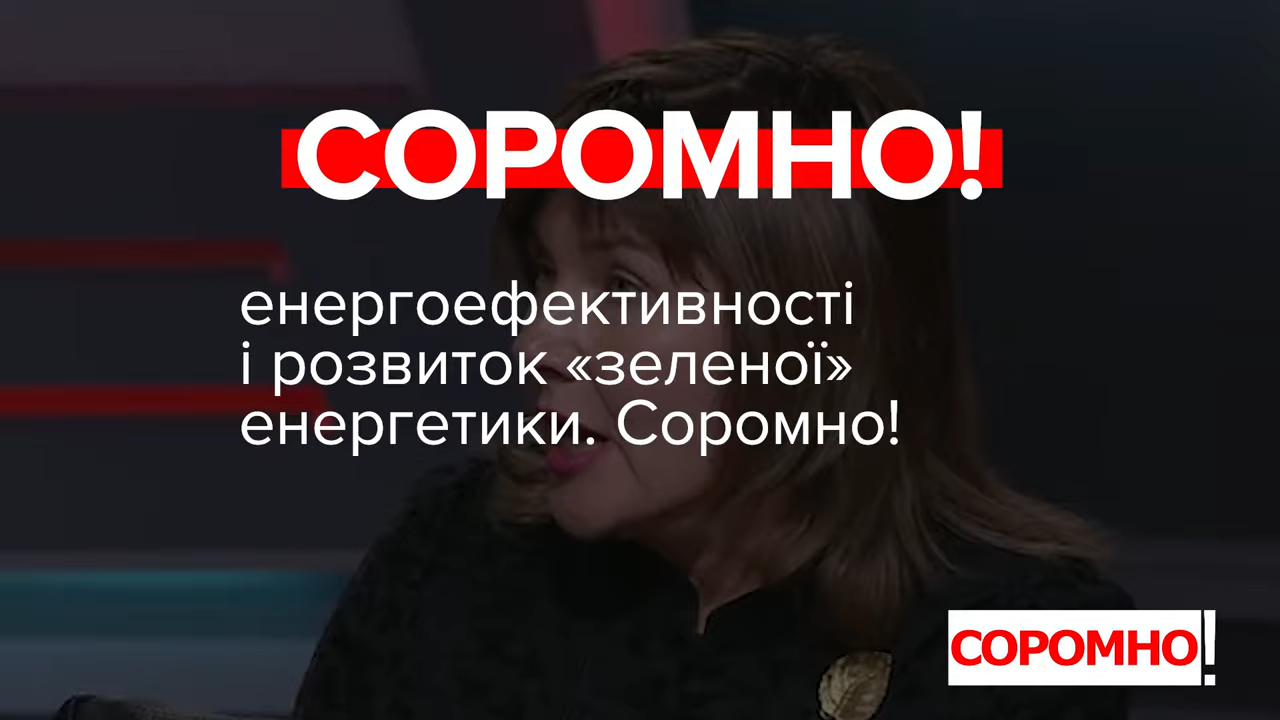 СОРОМНО!
енергоефективності
і розвиток «зеленої»
енергетики. Соромно!
СОРОМНО!